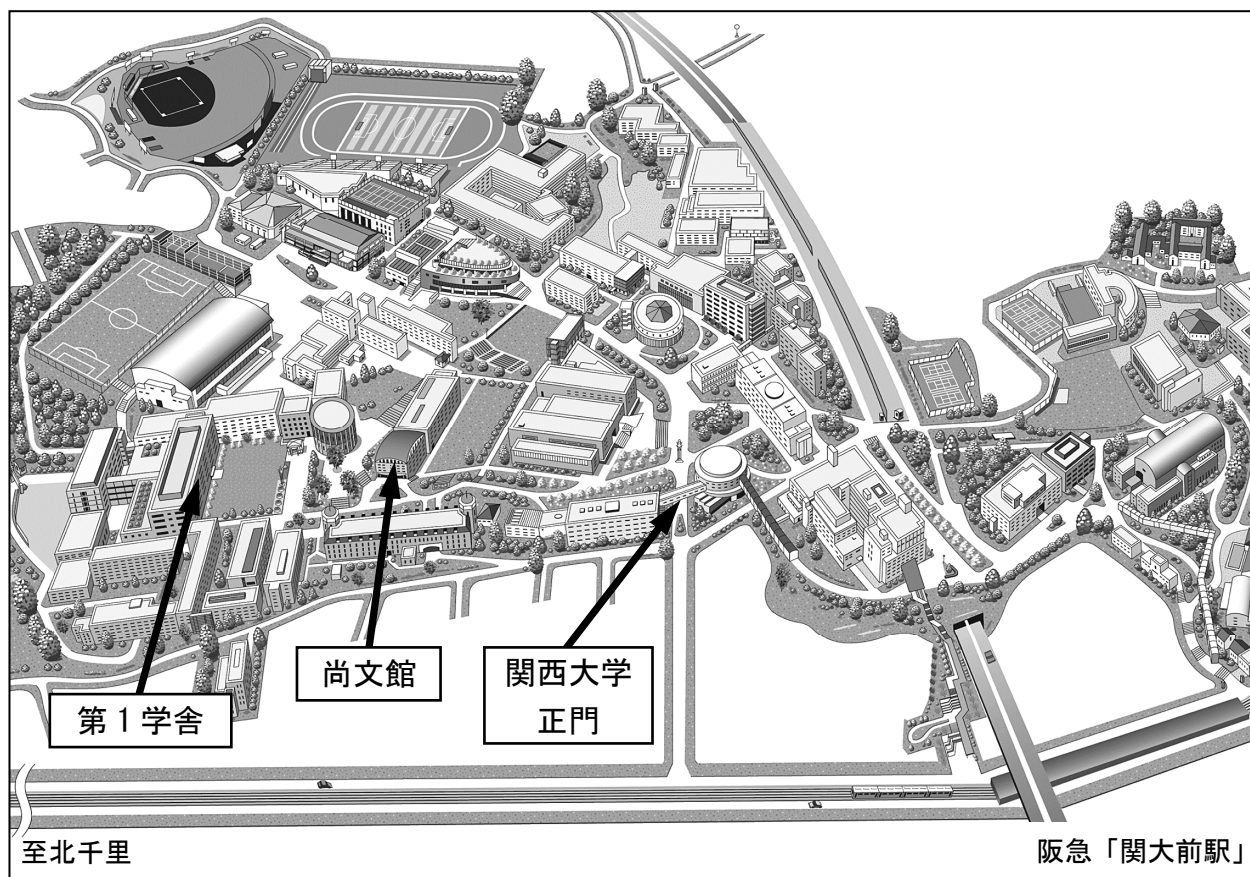 尚文館
関西大学
正門
第1学舎
至北千里
阪急「関大前駅」